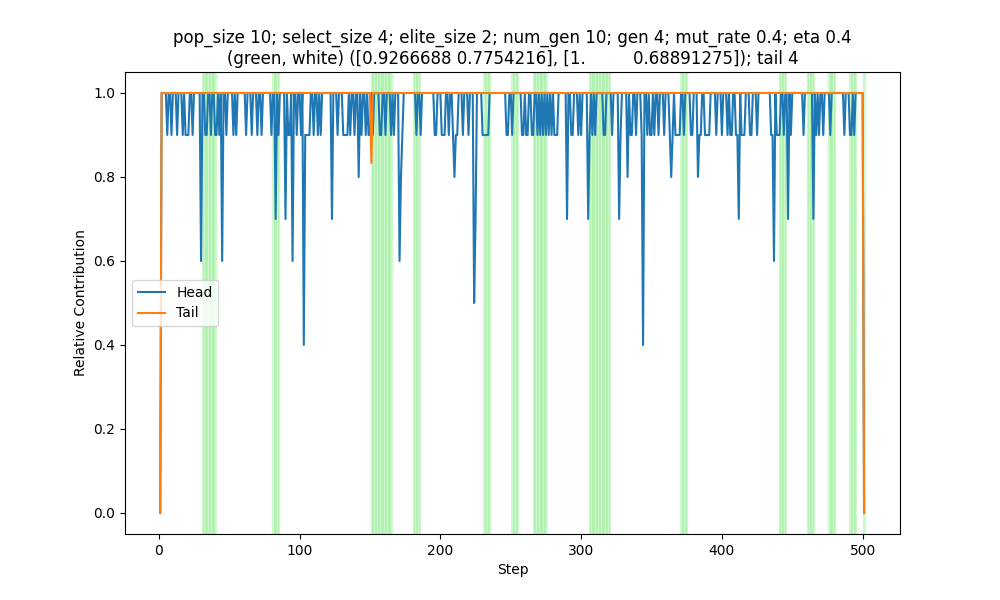 pop_size 10; select_size 4; elite_size 2; num_gen 10; gen 4; mut_rate 0.4; eta 0.4
(green, white) ([0.9266688 0.7754216], [1.          0.68891275]); tail 4
1.0
0.8
0.6
0.4
0.2
0.0
Relative Contribution
Head
Tail
0
100
200
300
400
500
Step